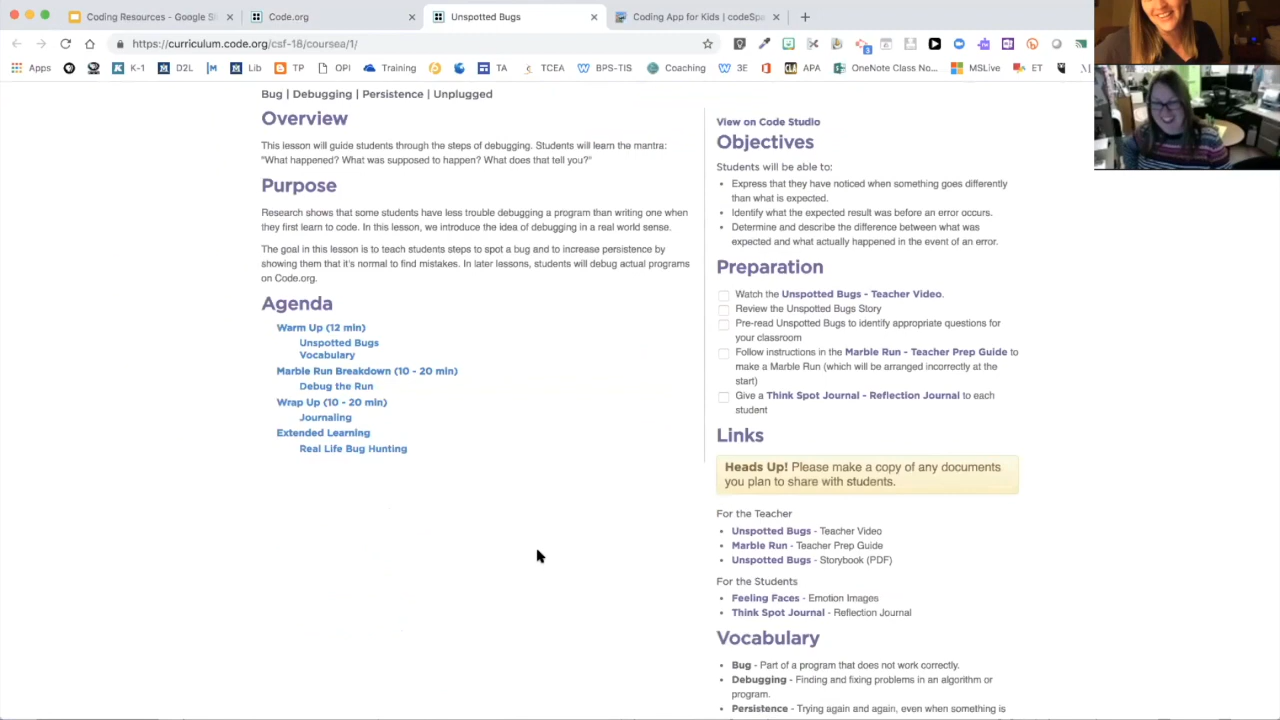 Coding Resources - Google S
Code.org
Unspotted Bugs
Coding App for Kids | codeSpa
https://curriculum.code.org/csf-18/coursea/1/
Apps
K-1
D2L
Lib
TP
OPI
Training
TA
TCEA
BPS-TIS
Coaching
3E
APA
OneNote Class No...
MSLive
ET
Bug | Debugging | Persistence | Unplugged
Overview
This lesson will guide students through the steps of debugging. Students will learn the mantra:
"What happened? What was supposed to happen? What does that tell you?"
Purpose
Research shows that some students have less trouble debugging a program than writing one when
they first learn to code. In this lesson, we introduce the idea of debugging in a real world sense.
The goal in this lesson is to teach students steps to spot a bug and to increase persistence by
showing them that it's normal to find mistakes. In later lessons, students will debug actual programs
on Code.org.
Agenda
Warm Up (12 min)
Unspotted Bugs
Vocabulary
Marble Run Breakdown (10 - 20 min)
Debug the Run
Wrap Up (10 - 20 min)
Journaling
Extended Learning
Real Life Bug Hunting
View on Code Studio
Objectives
Students will be able to:
• Express that they have noticed when something goes differently
than what is expected.
• Identify what the expected result was before an error occurs.
• Determine and describe the difference between what was
expected and what actually happened in the event of an error.
Preparation
Watch the Unspotted Bugs - Teacher Video.
Review the Unspotted Bugs Story
Pre-read Unspotted Bugs to identify appropriate questions for
your classroom
Follow instructions in the Marble Run - Teacher Prep Guide to
make a Marble Run (which will be arranged incorrectly at the
start)
Give a Think Spot Journal - Reflection Journal to each
student
Links
Heads Up! Please make a copy of any documents
you plan to share with students.
For the Teacher
• Unspotted Bugs - Teacher Video
• Marble Run - Teacher Prep Guide
• Unspotted Bugs - Storybook (PDF)
For the Students
• Feeling Faces - Emotion Images
• Think Spot Journal - Reflection Journal
Vocabulary
• Bug - Part of a program that does not work correctly.
• Debugging - Finding and fixing problems in an algorithm or
program.
• Persistence - Trying again and again, even when something is